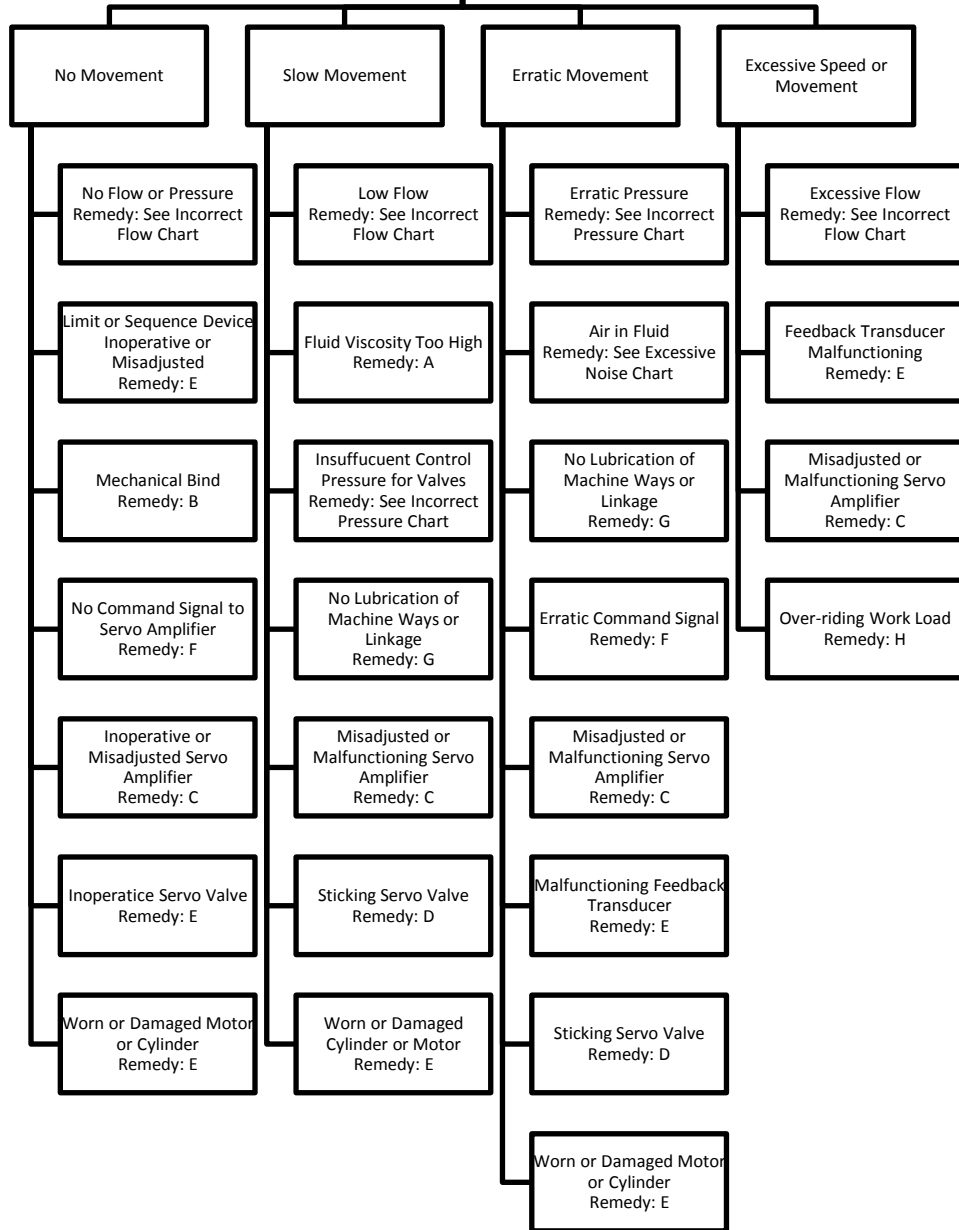 No Movement
No Flow or Pressure
Remedy: See Incorrect
Flow Chart
Limit or Sequence Device
Inoperative or
Misadjusted
Remedy: E
Mechanical Bind
Remedy: B
No Command Signal to
Servo Amplifier
Remedy: F
Inoperative or
Misadjusted Servo
Amplifier
Remedy: C
Inoperatice Servo Valve
Remedy: E
Worn or Damaged Motor
or Cylinder
Remedy: E
Slow Movement
Low Flow
Remedy: See Incorrect
Flow Chart
Fluid Viscosity Too High
Remedy: A
Insuffucuent Control
Pressure for Valves
Remedy: See Incorrect
Pressure Chart
No Lubrication of
Machine Ways or
Linkage
Remedy: G
Misadjusted or
Malfunctioning Servo
Amplifier
Remedy: C
Sticking Servo Valve
Remedy: D
Worn or Damaged
Cylinder or Motor
Remedy: E
Erratic Movement
Erratic Pressure
Remedy: See Incorrect
Pressure Chart
Air in Fluid
Remedy: See Excessive
Noise Chart
No Lubrication of
Machine Ways or
Linkage
Remedy: G
Erratic Command Signal
Remedy: F
Misadjusted or
Malfunctioning Servo
Amplifier
Remedy: C
Malfunctioning Feedback
Transducer
Remedy: E
Sticking Servo Valve
Remedy: D
Worn or Damaged Motor
or Cylinder
Remedy: E
Excessive Speed or
Movement
Excessive Flow
Remedy: See Incorrect
Flow Chart
Feedback Transducer
Malfunctioning
Remedy: E
Misadjusted or
Malfunctioning Servo
Amplifier
Remedy: C
Over-riding Work Load
Remedy: H